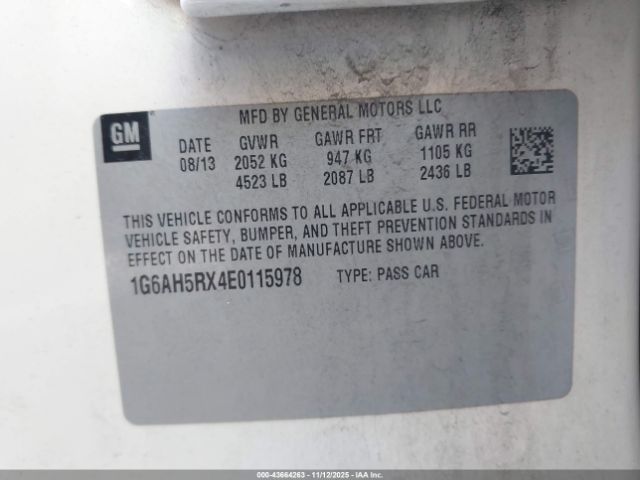 GM
MFD BY GENERAL MOTORS LLC
DATE GVWR GAWR FRT GAWR RR
08/13 2052 KG 947 KG 1105 KG
4523 LB 2087 LB 2436 LB
THIS VEHICLE CONFORMS TO ALL APPLICABLE U.S. FEDERAL MOTOR
VEHICLE SAFETY, BUMPER, AND THEFT PREVENTION STANDARDS IN
EFFECT ON THE DATE OF MANUFACTURE SHOWN ABOVE.
1G6AH5RX4E0115978 TYPE: PASS CAR
000-43664263 - 11/12/2025 - IAA, Inc.